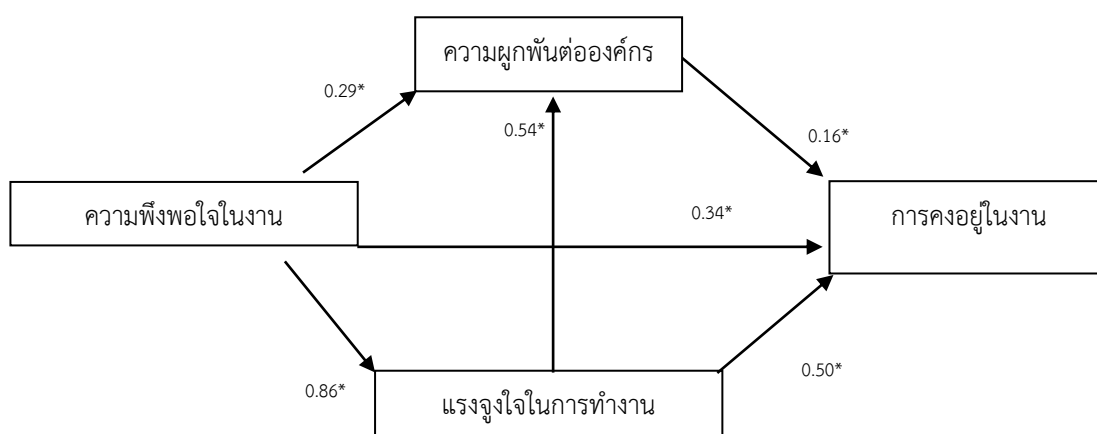 ความผูกพันต่อองค์กร
0.29*
0.54*
0.16*
ความพึงพอใจในงาน
0.34*
การคงอยู่ในงาน
0.86*
แรงจูงใจในการทำงาน
0.50*